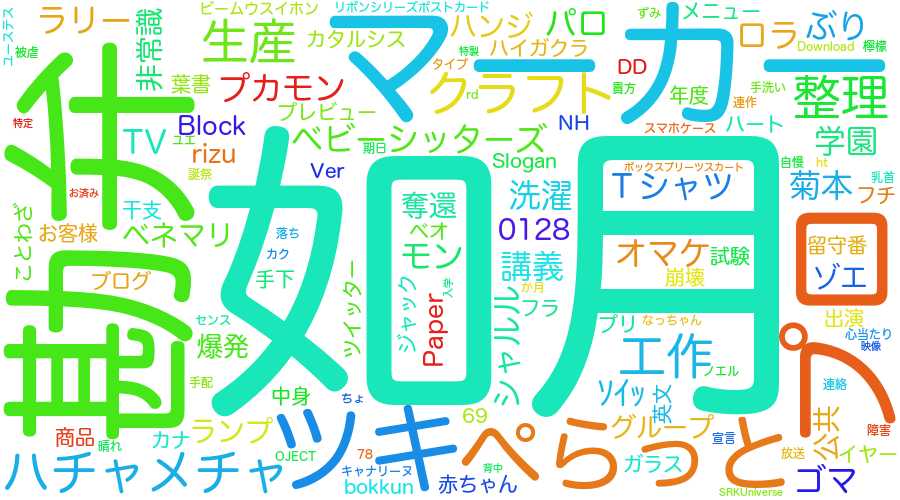 ユーステス
被虐
ラリー
非常識
ビームウスイホン
リボンシリーズポストカード
生産
カタルシス
マーカー
ハンジ
パロ
ずみ
メニュー
ロラ
ぶり
Download
檸檬
葉書
プカモン
特製
ハイガクラ
タイプ
クラフト
rd
DD
貴方
年度
手洗い
整理
連作
特定
勤任
TV
Block
ユエ
rizu
誕祭
プレビュー
ベビーシッターズ
期日
NH
スマホケース
ハート
学園
Ver
Slogan
ボックスプリーツスカート
自慢
ht
お済み
干支
如月
奪還
洗濯
Tシャツ
菊本
乳首
フチ
こときざ
お客様
ベネマリ
落ち
カク
ベオ
モン
0128
オマケ
試験
回
留守番
ゾエ
ブログ
手下
ツイッター
ジャック
入学
講義
か月
崩壊
センス
爆発
Paper
シャルル
フラ
プリ
なっちゃん
出演
心当たり
映像
手配
中身
ちょ
工作
ノエル
ペ
連絡
商品
晴れ
カナ
ランプ
ツキ
69
ぺらっと
ソイッ
英文
グループ
宣言
公共
障害
ハチャメチャ
OJECT
78
キャナリーヌ
bokkun
赤ちゃん
背中
ガラス
放送
イヤー
ゴマ
SRKUniverse